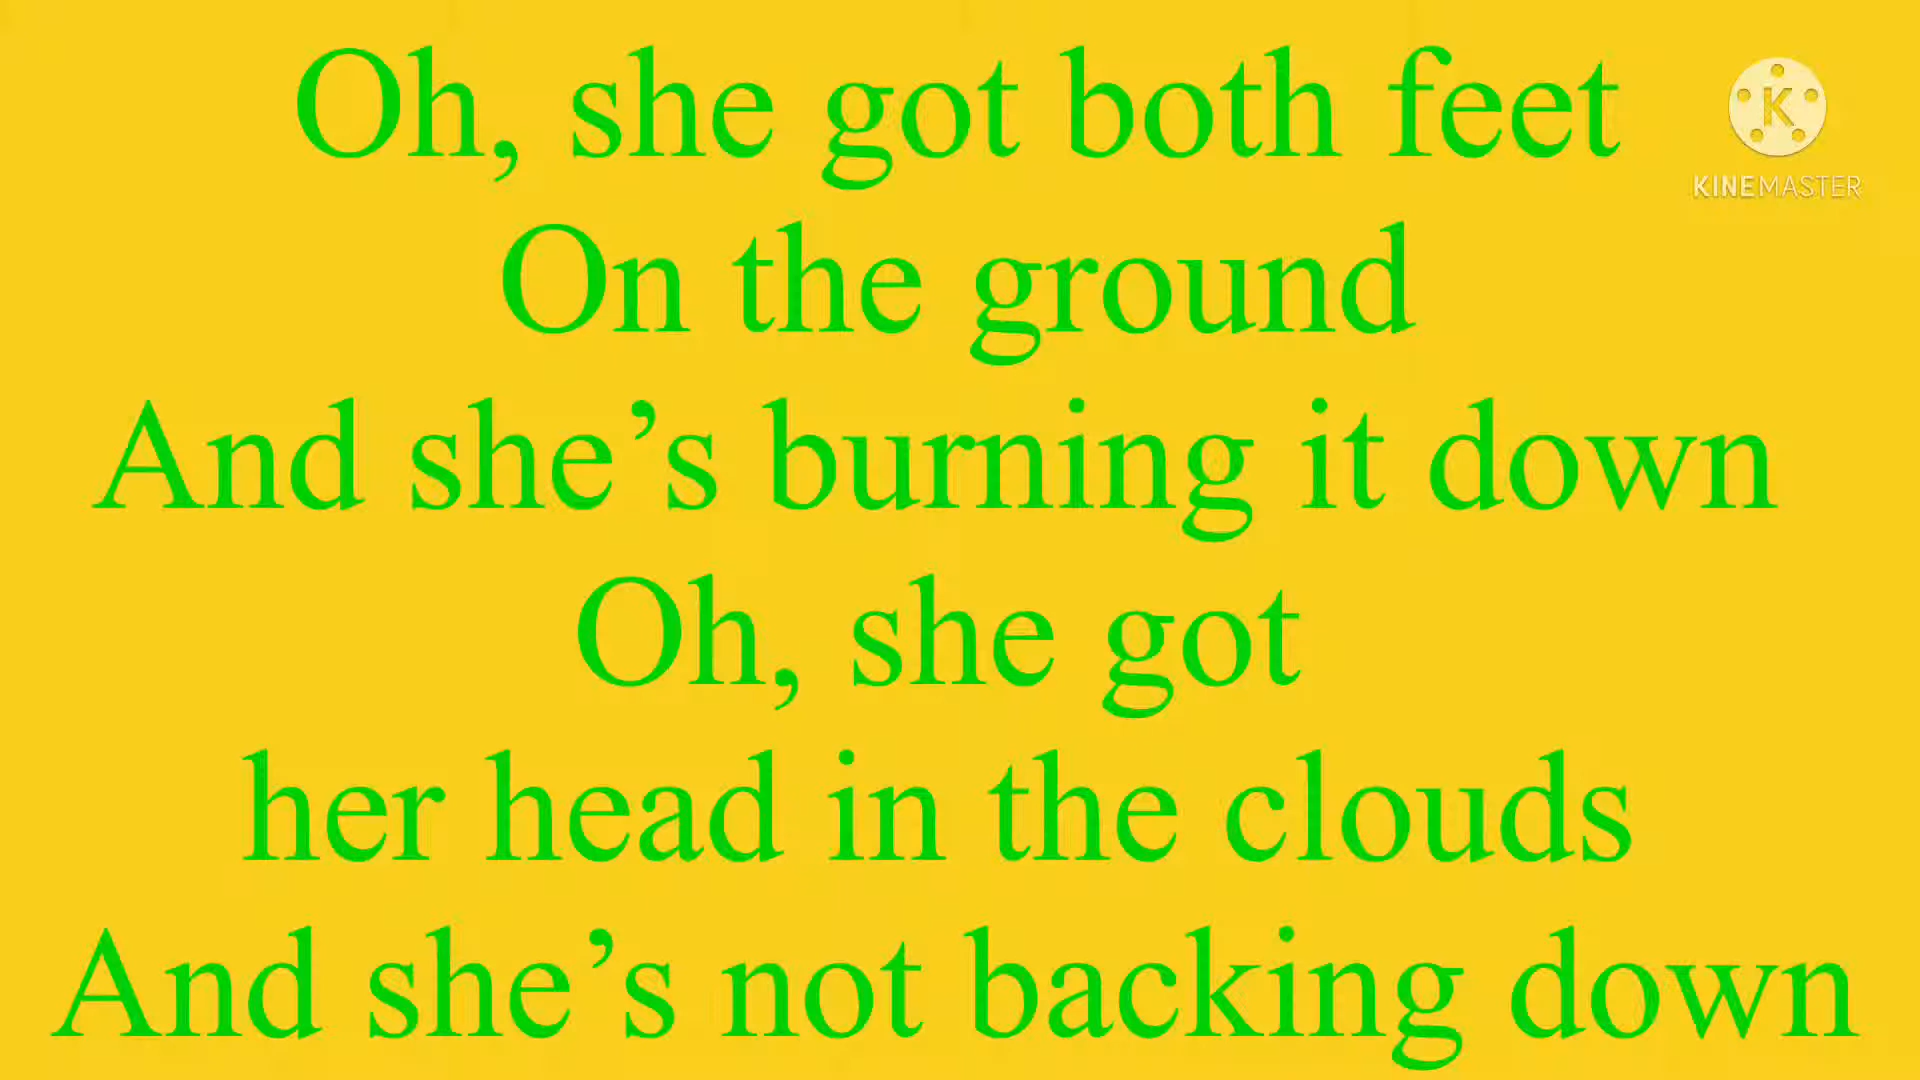 Oh, she got both feet
On the ground
And she’s burning it down
Oh, she got
her head in the clouds
And she’s not backing down
K
KINEMASTER